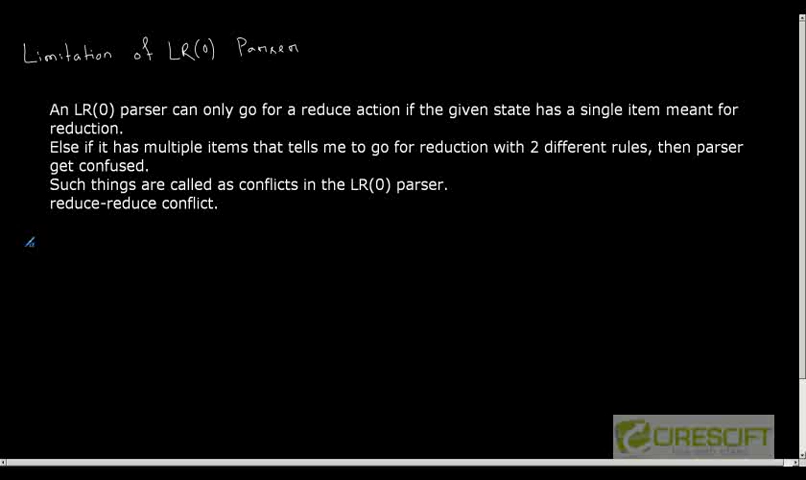 Limitation of LR(0) Parser
An LR(0) parser can only go for a reduce action if the given state has a single item meant for
reduction.
Else if it has multiple items that tells me to go for reduction with 2 different rules, then parser
get confused.
Such things are called as conflicts in the LR(0) parser.
reduce-reduce conflict.